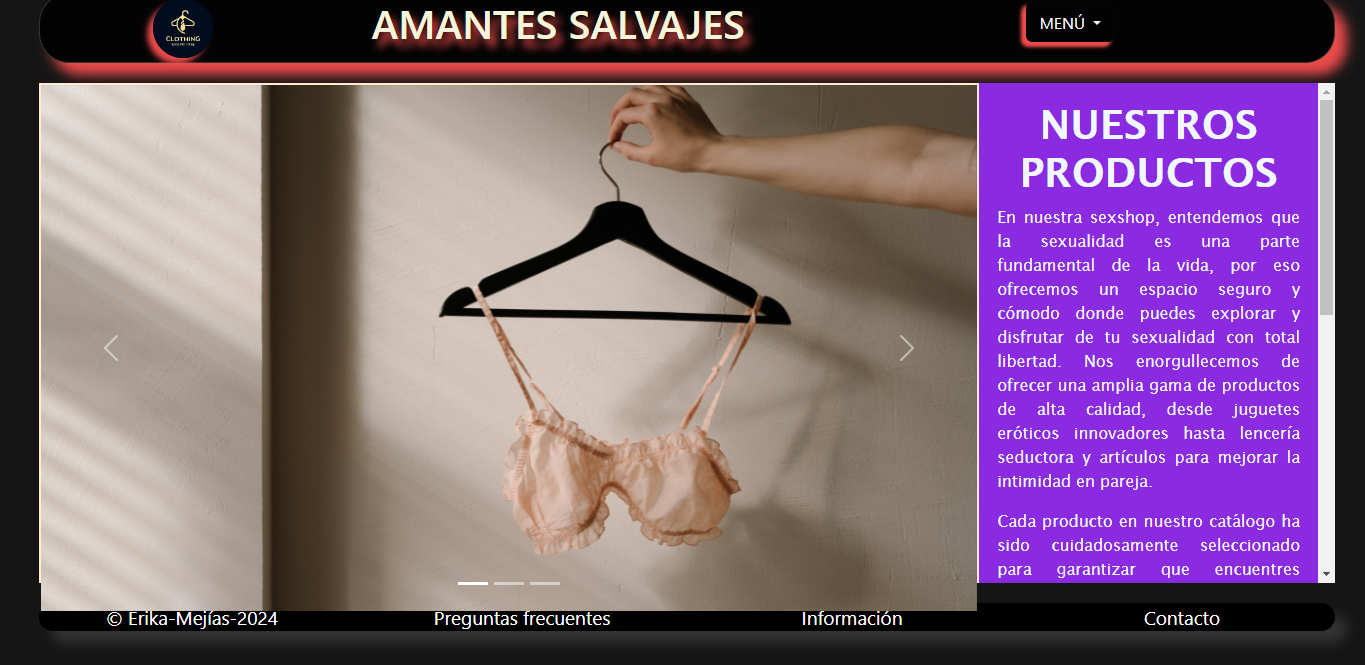 CLOTHING
AMANTES SALVAJES
MENÚ
NUESTROS
PRODUCTOS
En nuestra sexshop, entendemos que
la sexualidad es una parte
fundamental de la vida, por eso
ofrecemos un espacio seguro y
cómodo donde puedes explorar y
disfrutar de tu sexualidad con total
libertad. Nos enorgullecemos de
ofrecer una amplia gama de productos
de alta calidad, desde juguetes
eróticos innovadores hasta lencería
seductora y artículos para mejorar la
intimidad en pareja.
Cada producto en nuestro catálogo ha
sido cuidadosamente seleccionado
para garantizar que encuentres
© Erika-Mejías-2024
Preguntas frecuentes
Información
Contacto